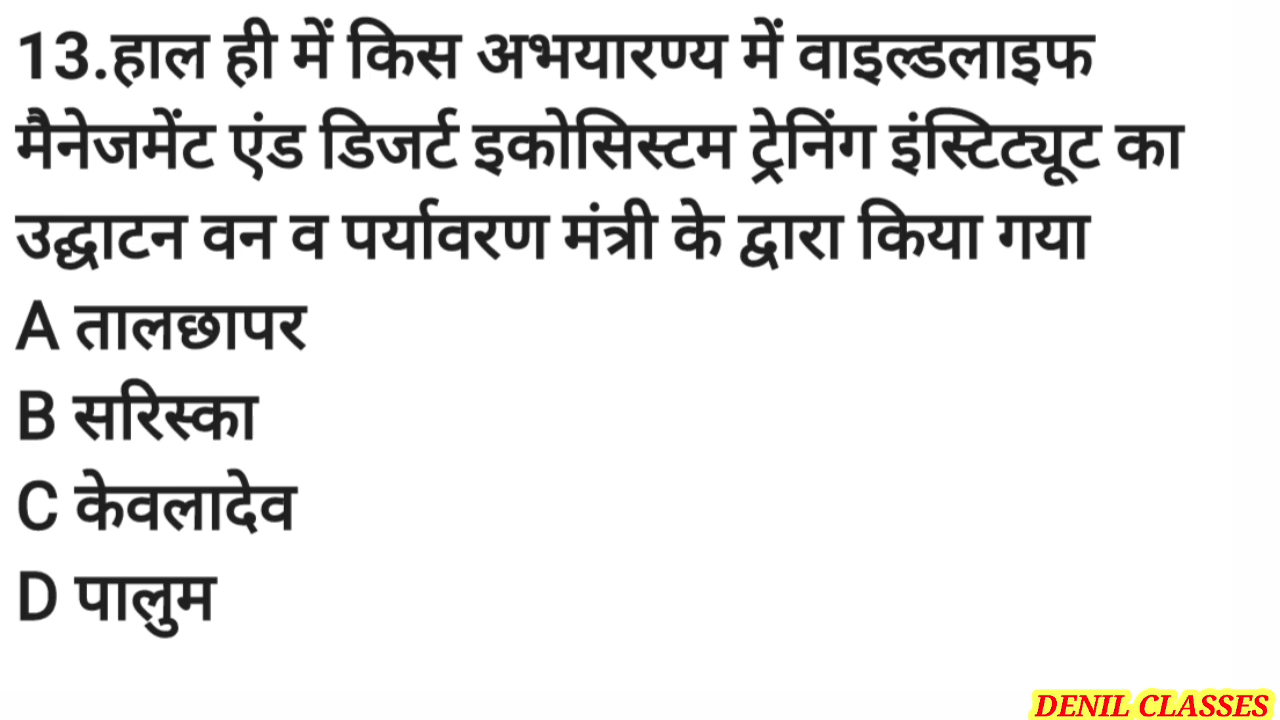 13.हाल ही में किस अभयारण्य में वाइल्डलाइफ
मैनेजमेंट एंड डिजर्ट इकोसिस्टम ट्रेनिंग इंस्टिट्यूट का
उद्घाटन वन व पर्यावरण मंत्री के द्वारा किया गया
A तालछापर
B सरिस्का
C केवलादेव
D पालुम
DENIL CLASSES